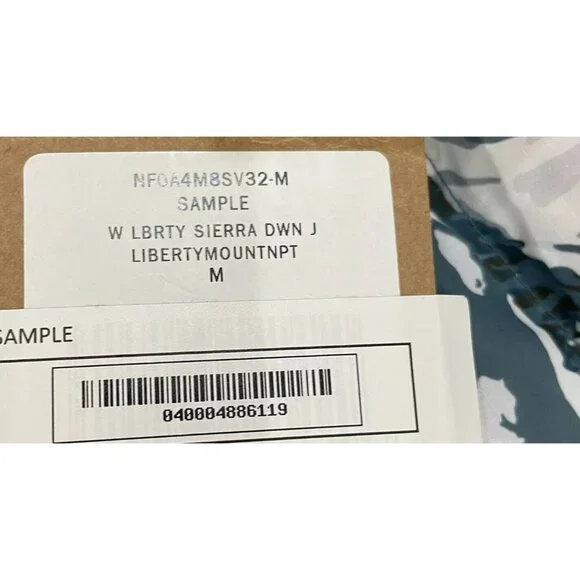 NF0A4M8SV32-M
SAMPLE
W LBRTY SIERRA DWN J
LIBERTYMOUNTNPT
M
SAMPLE
040004886119